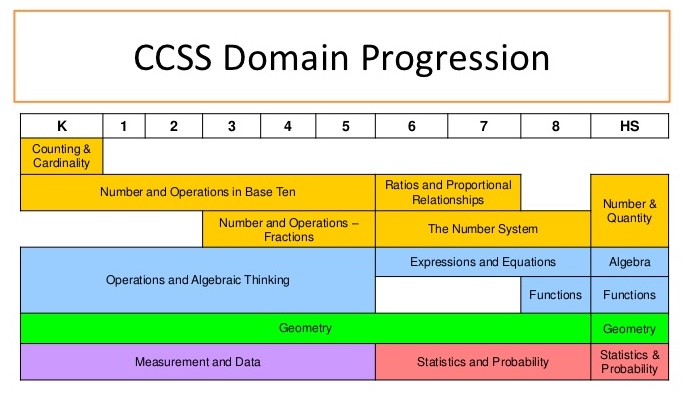 CCSS Domain Progression
K 1 2 3 4 5 6 7 8 HS
Counting &
Cardinality
Number and Operations in Base Ten
Ratios and Proportional
Relationships
Number &
Quantity
Number and Operations –
Fractions
The Number System
Operations and Algebraic Thinking
Expressions and Equations
Algebra
Functions
Functions
Geometry
Geometry
Measurement and Data
Statistics and Probability
Statistics &
Probability